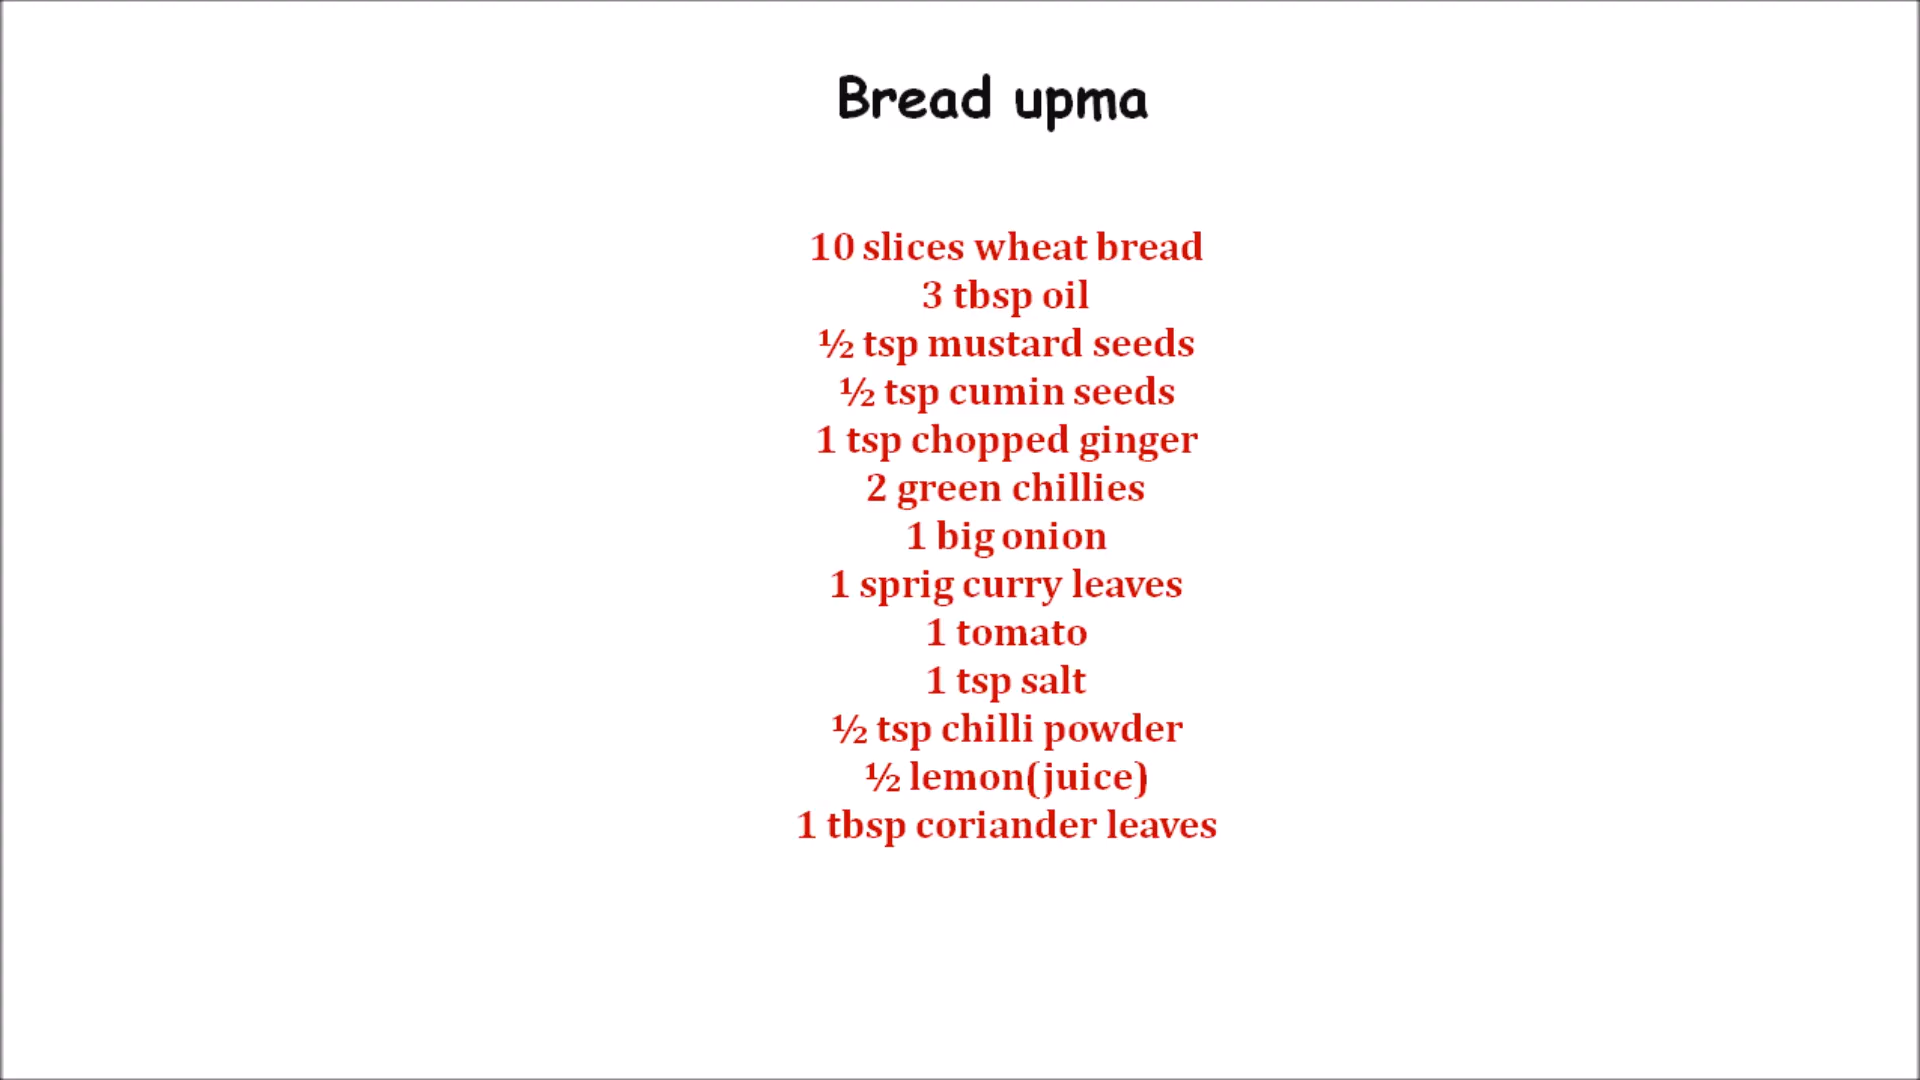 Bread upma
10 slices wheat bread
3 tbsp oil
½ tsp mustard seeds
½ tsp cumin seeds
1 tsp chopped ginger
2 green chillies
1 big onion
1 sprig curry leaves
1 tomato
1 tsp salt
½ tsp chilli powder
½ lemon(juice)
1 tbsp coriander leaves